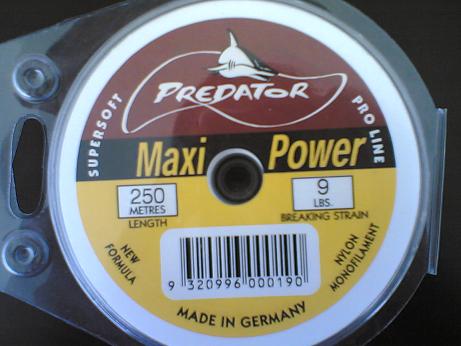 PREDATOR
SUPERSOFT
PRO LINE
Maxi Power
250
METRES
LENGTH
9
LBS.
BREAKING STRAIN
NEW
FORMULA
NYLON
MONOFILAMENT
9 320996 000190
MADE IN GERMANY